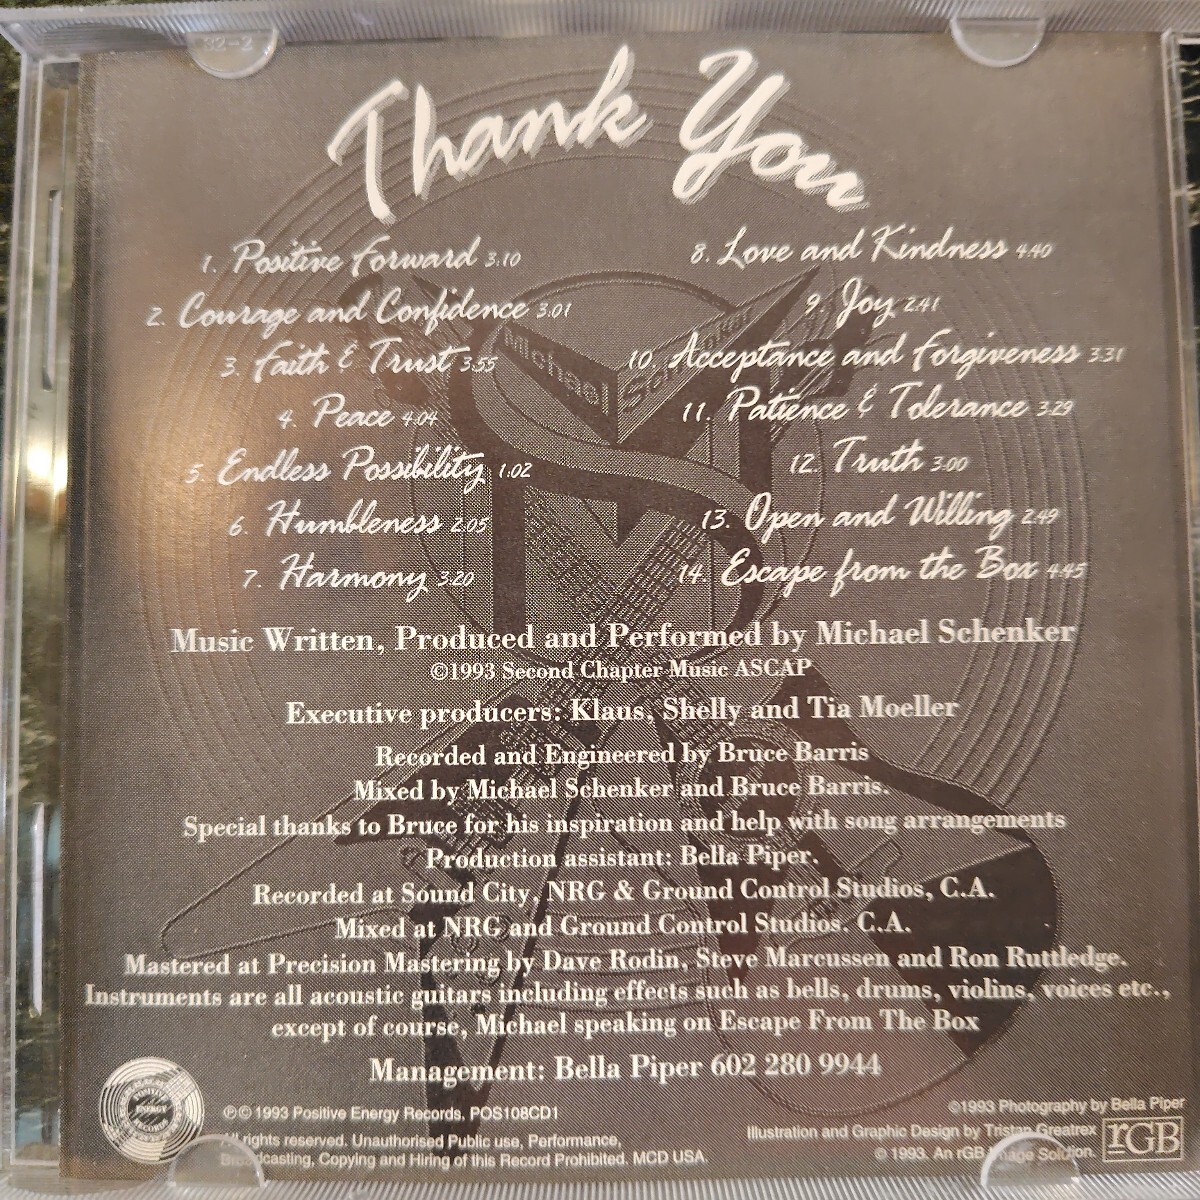 Thank You
1. Positive Forward 3.10
2. Courage and Confidence 3.01
3. Faith & Trust 3.55
4. Peace 4.04
5. Endless Possibility 1.02
6. Humbleness 2.05
7. Harmony 3.20
8. Love and Kindness 4.40
9. Joy 2.41
10. Acceptance and Forgiveness 3.31
11. Patience & Tolerance 3.29
12. Truth 3.00
13. Open and Willing 2.49
14. Escape from the Box 4.45
Michael
Music Written, Produced and Performed by Michael Schenker
©1993 Second Chapter Music ASCAP
Executive producers: Klaus, Shelly and Tia Moeller
Recorded and Engineered by Bruce Barris
Mixed by Michael Schenker and Bruce Barris.
Special thanks to Bruce for his inspiration and help with song arrangements
Production assistant: Bella Piper.
Recorded at Sound City, NRG & Ground Control Studios, C.A.
Mixed at NRG and Ground Control Studios. C.A.
Mastered at Precision Mastering by Dave Rodin, Steve Marcussen and Ron Ruttledge.
Instruments are all acoustic guitars including effects such as bells, drums, violins, voices etc.,
except of course, Michael speaking on Escape From The Box
Management: Bella Piper 602 280 9944
POSITIVE
ENERGY
RECORDS
℗© 1993 Positive Energy Records, POS108CD1
All rights reserved. Unauthorised Public use, Performance,
Broadcasting, Copying and Hiring of this Record Prohibited. MCD USA.
©1993 Photography by Bella Piper
Illustration and Graphic Design by Tristan Greatrex
© 1993. An rGB Image Solution.
rGB